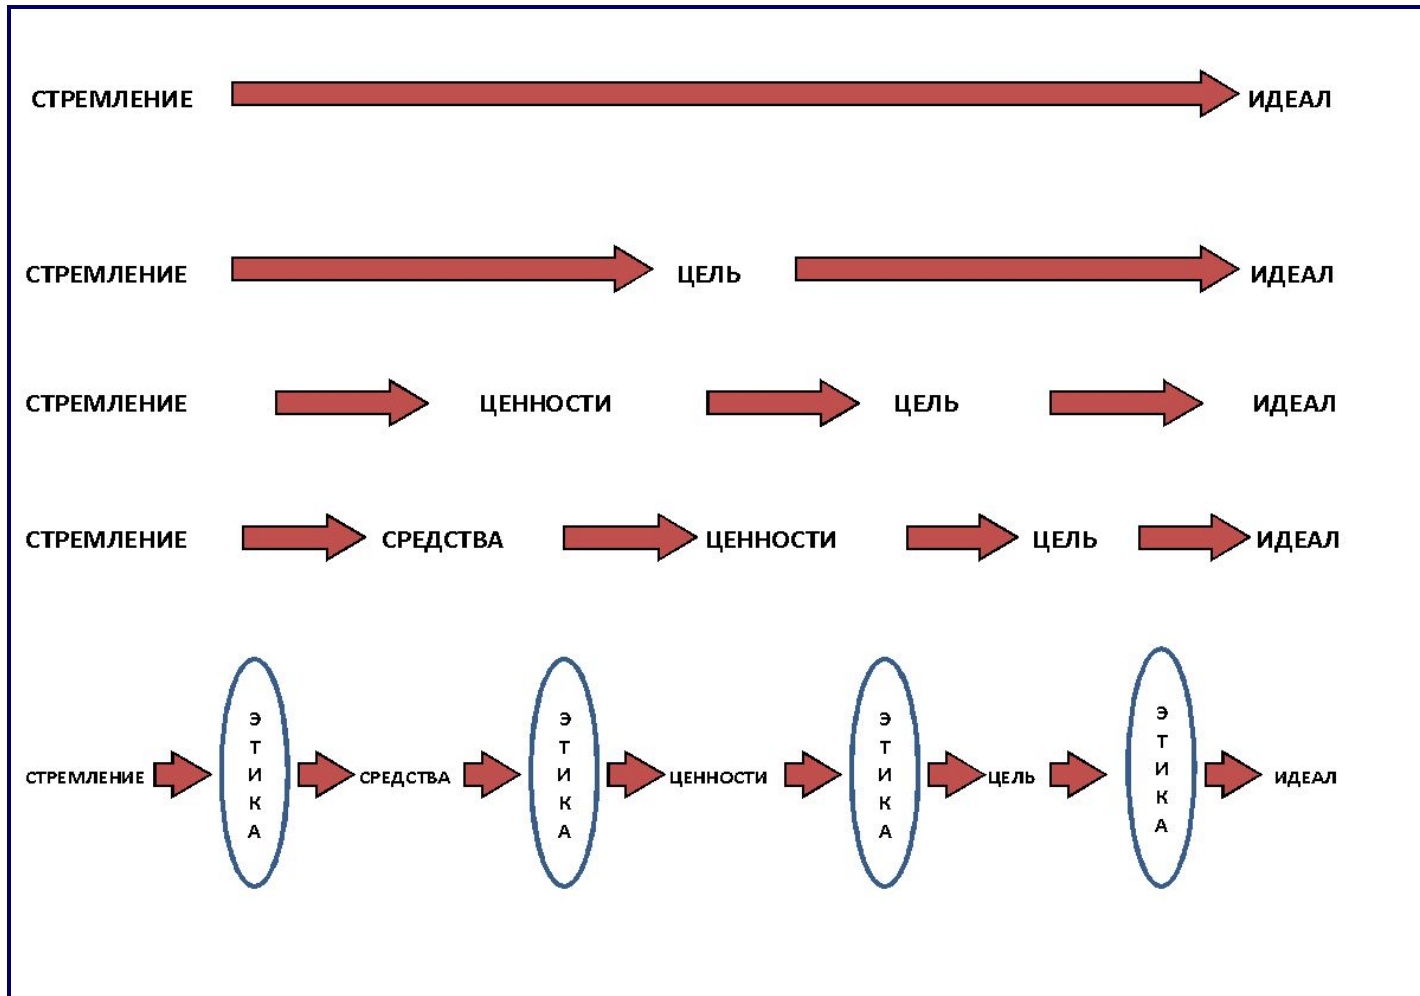 СТРЕМЛЕНИЕ ИДЕАЛ
СТРЕМЛЕНИЕ ЦЕЛЬ ИДЕАЛ
СТРЕМЛЕНИЕ ЦЕННОСТИ ЦЕЛЬ ИДЕАЛ
СТРЕМЛЕНИЕ СРЕДСТВА ЦЕННОСТИ ЦЕЛЬ ИДЕАЛ
СТРЕМЛЕНИЕ ЭТИКА СРЕДСТВА ЭТИКА ЦЕННОСТИ ЭТИКА ЦЕЛЬ ЭТИКА ИДЕАЛ